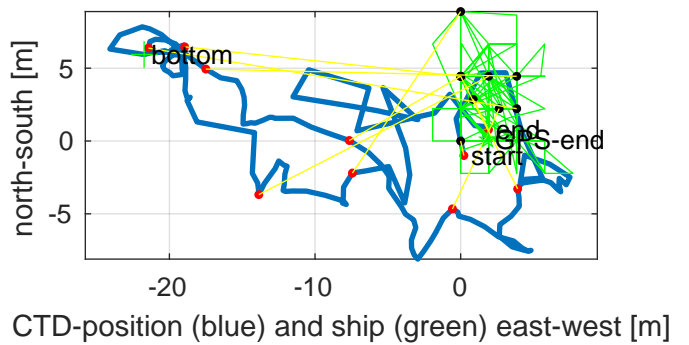 north-south [m]
5
0
-5
bottom
end
GPS-end
start
-20
-10
0
CTD-position (blue) and ship (green) east-west [m]